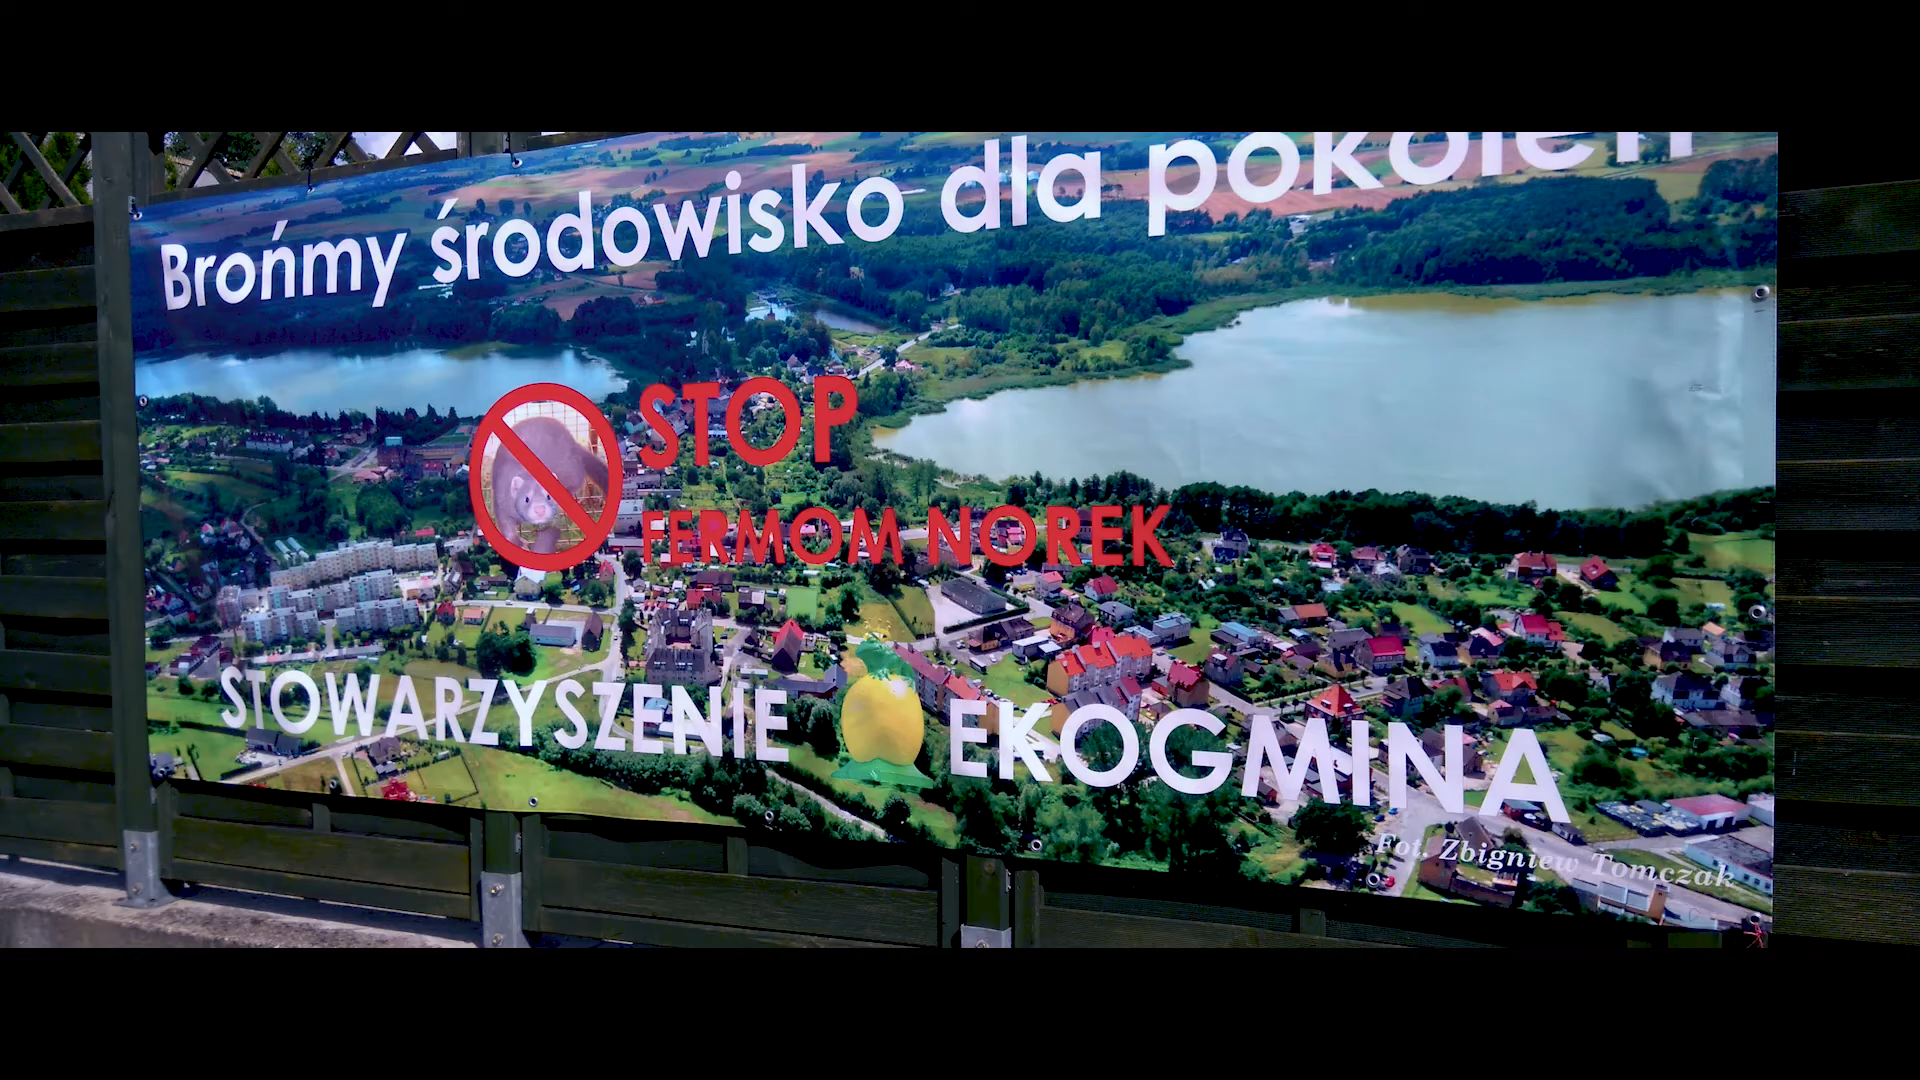 Brońmy środowisko dla pokoleń
STOP
FERMOM NOREK
STOWARZYSZENIE EKOGMINA
Fot. Zbigniew Tomczak